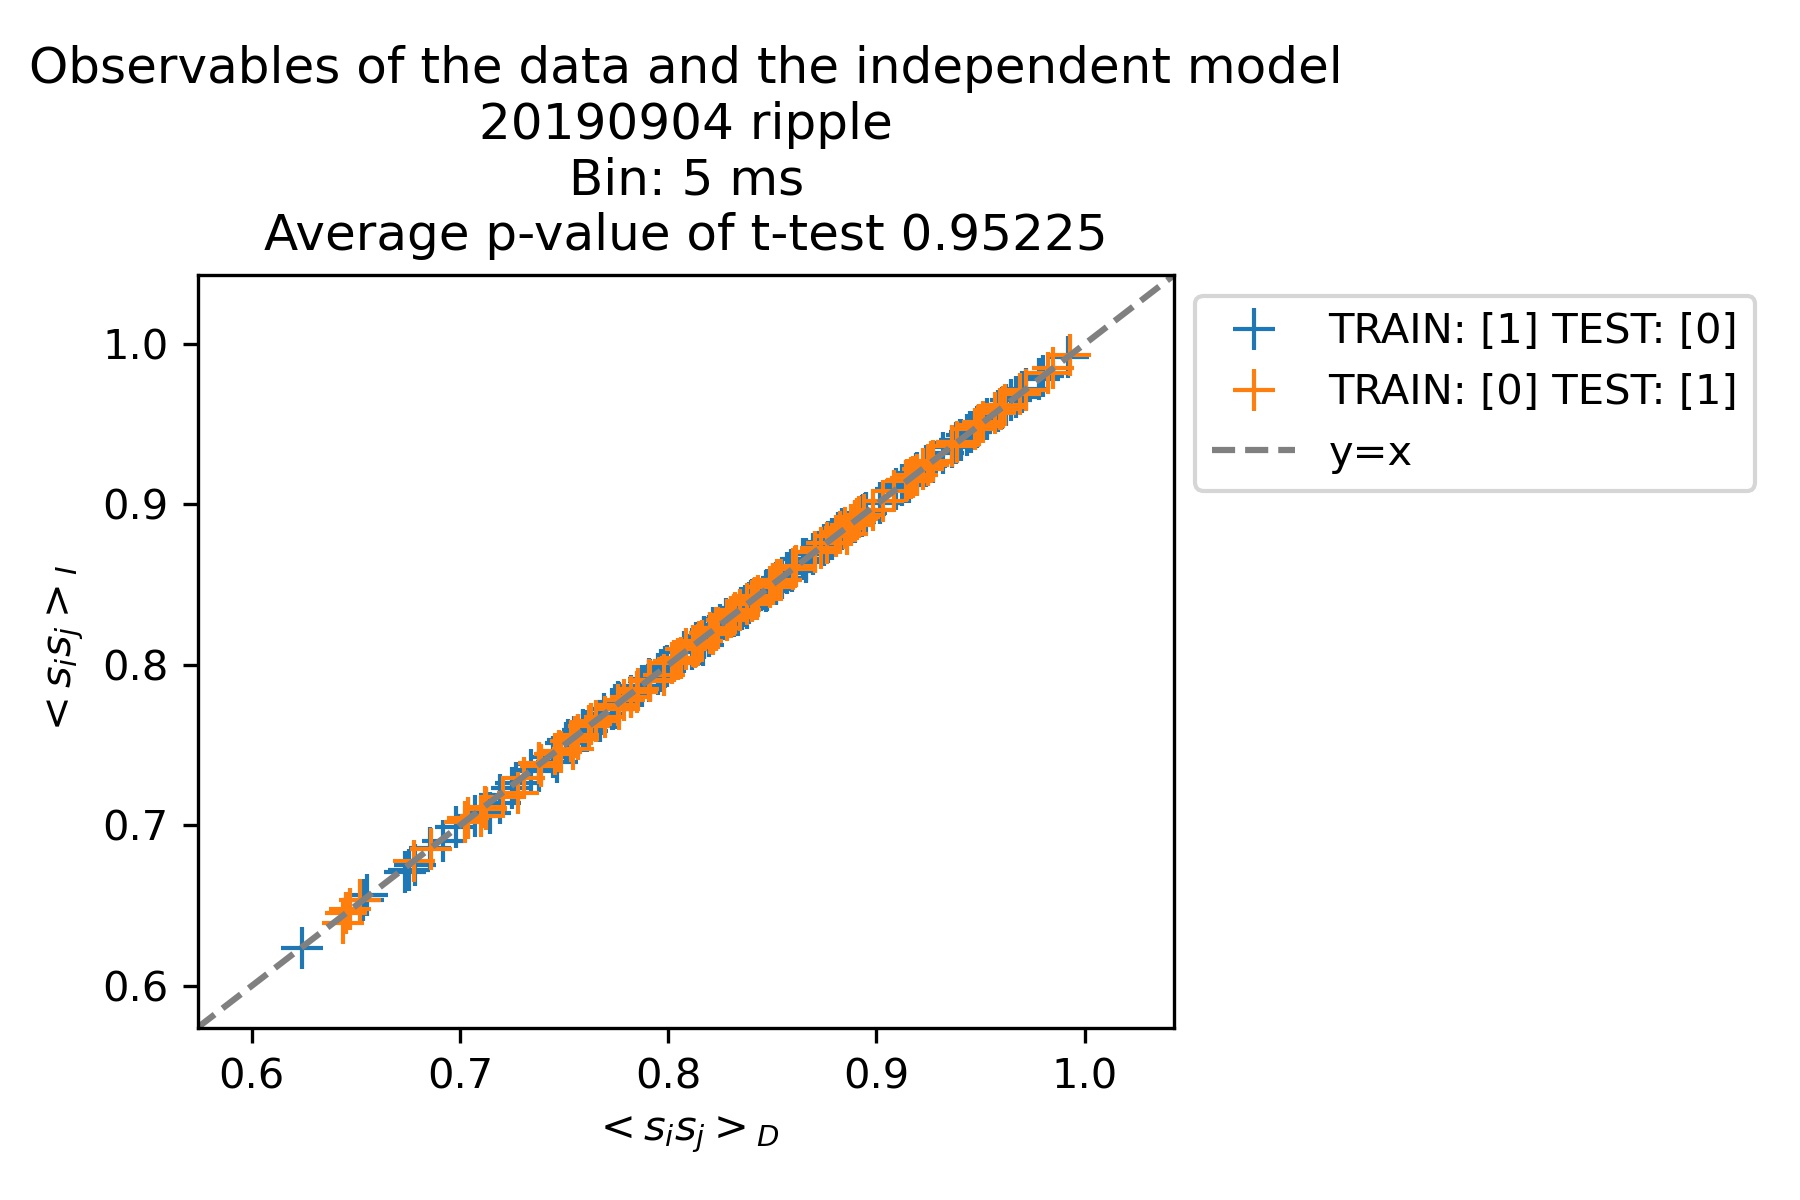 Observables of the data and the independent model
20190904 ripple
Bin: 5 ms
Average p-value of t-test 0.95225
TRAIN: [1] TEST: [0]
TRAIN: [0] TEST: [1]
y=x
1.0
0.9
0.8
0.7
0.6
< s_i s_j >_I
0.6 0.7 0.8 0.9 1.0
< s_i s_j >_D